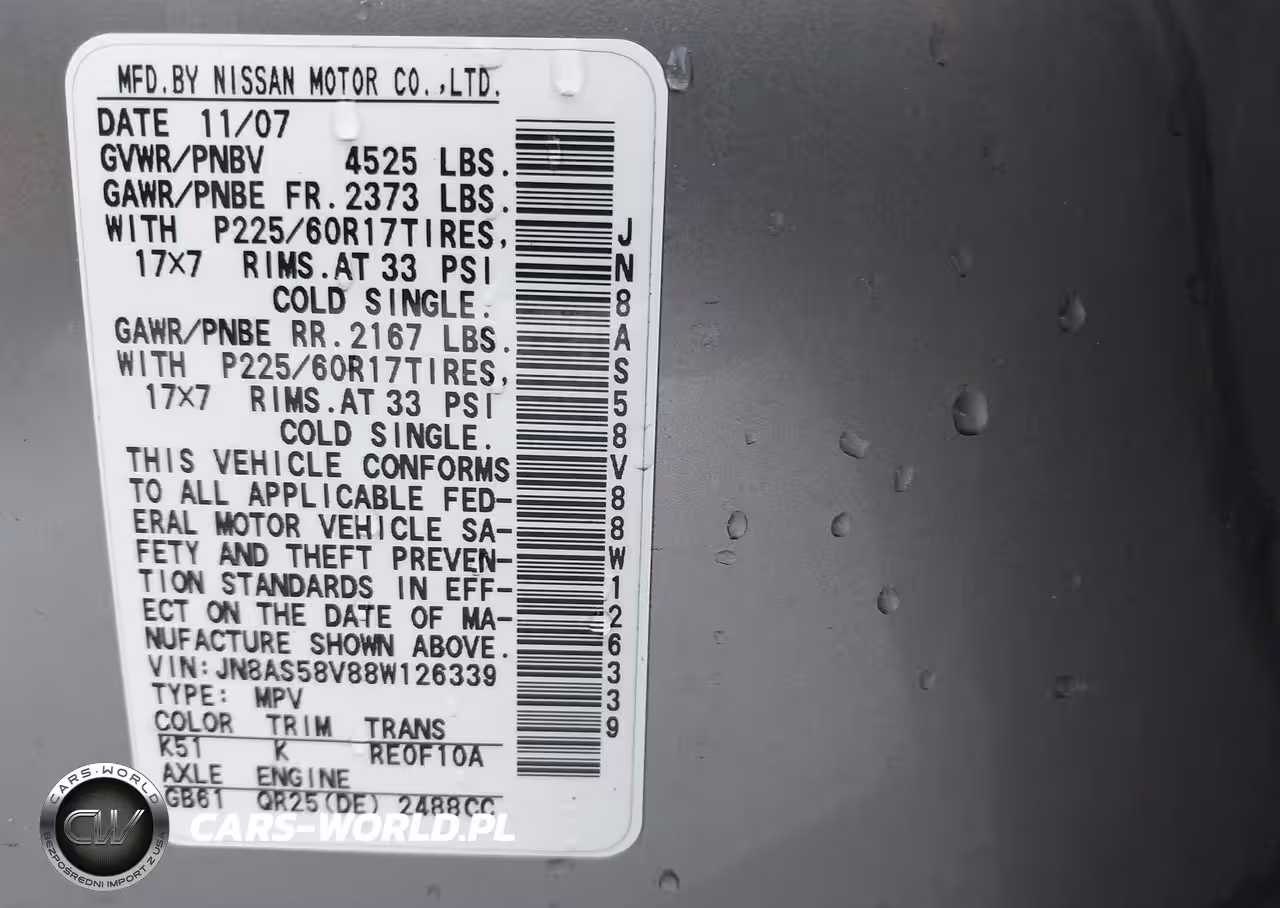 MFD.BY NISSAN MOTOR CO.,LTD.
DATE 11/07
GVWR/PNBV 4525 LBS.
GAWR/PNBE FR.2373 LBS.
WITH P225/60R17TIRES,
17X7 RIMS.AT 33 PSI
COLD SINGLE.
GAWR/PNBE RR.2167 LBS.
WITH P225/60R17TIRES,
17X7 RIMS.AT 33 PSI
COLD SINGLE.
THIS VEHICLE CONFORMS
TO ALL APPLICABLE FED-
ERAL MOTOR VEHICLE SA-
FETY AND THEFT PREVEN-
TION STANDARDS IN EFF-
ECT ON THE DATE OF MA-
NUFACTURE SHOWN ABOVE.
VIN:JN8AS58V88W126339
TYPE: MPV
COLOR TRIM TRANS
K51 K RE0F10A
AXLE ENGINE
GB61 QR25(DE) 2488CC
JN8AS58V88W126339
CARS-WORLD
CW
BEZPOŚREDNI IMPORT Z USA
CARS-WORLD.PL